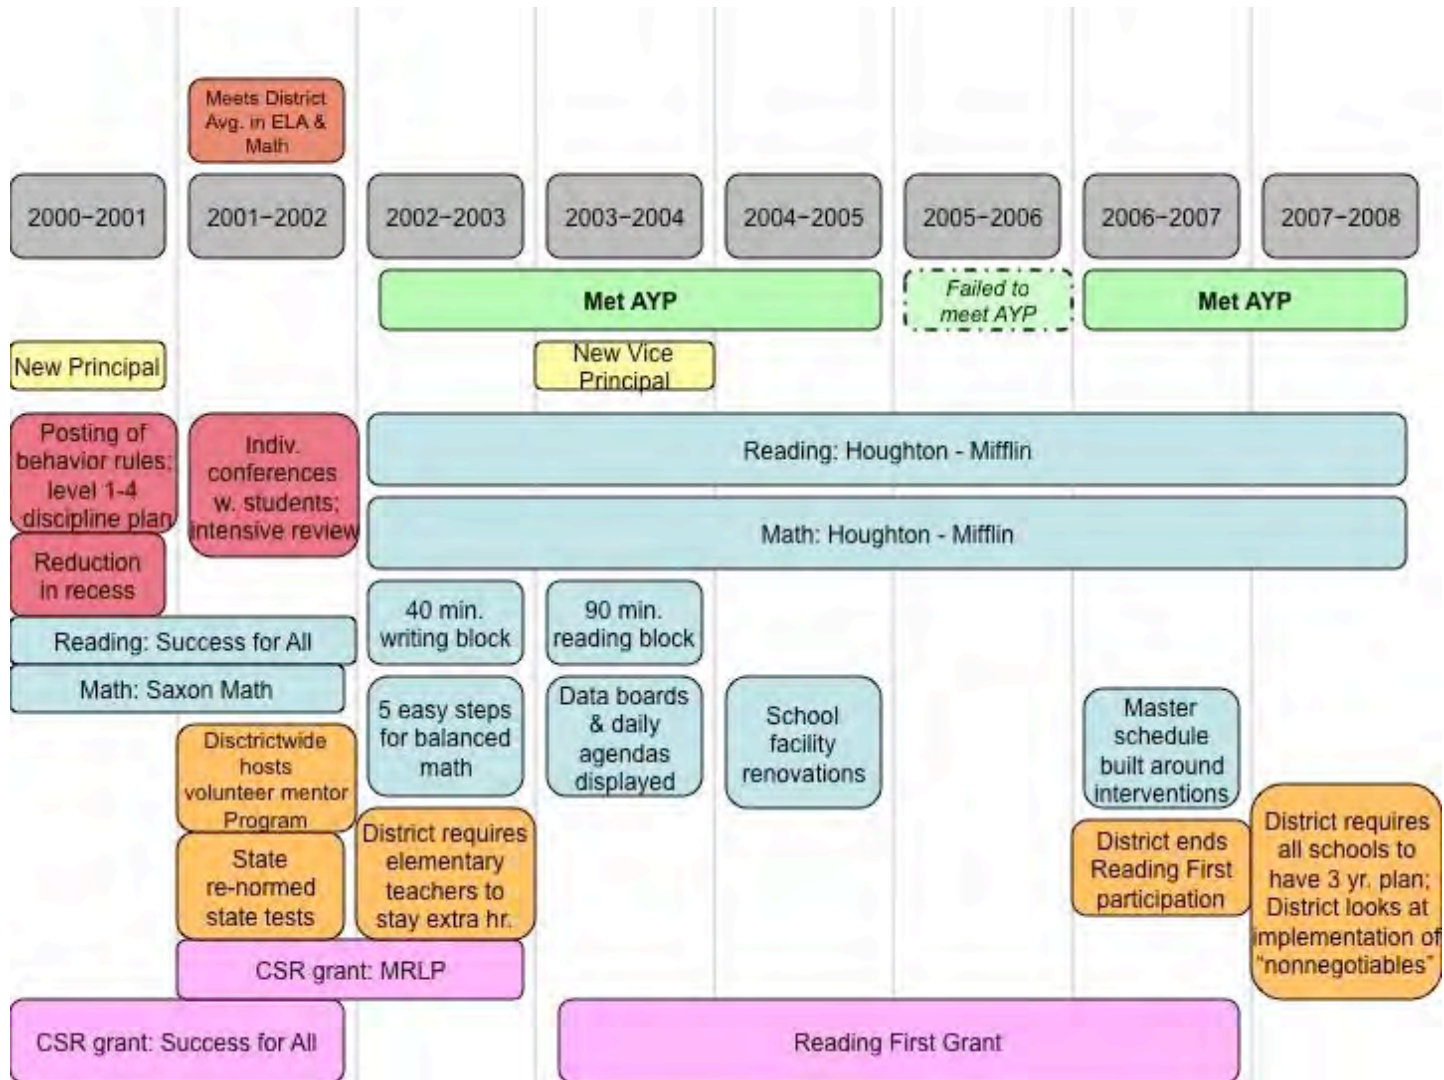 Meets District
Avg. in ELA &
Math
2000−2001
2001−2002
2002−2003
2003−2004
2004−2005
2005−2006
2006−2007
2007−2008
Met AYP
Failed to
meet AYP
Met AYP
New Principal
New Vice
Principal
Posting of
behavior rules;
level 1-4
discipline plan
Indiv.
conferences
w. students;
intensive review
Reading: Houghton - Mifflin
Math: Houghton - Mifflin
Reduction
in recess
40 min.
writing block
90 min.
reading block
Reading: Success for All
Math: Saxon Math
5 easy steps
for balanced
math
Data boards
& daily
agendas
displayed
School
facility
renovations
Master
schedule
built around
interventions
Disctrictwide
hosts
volunteer mentor
Program
State
re-normed
state tests
District requires
elementary
teachers to
stay extra hr.
District ends
Reading First
participation
District requires
all schools to
have 3 yr. plan;
District looks at
implementation of
“nonnegotiables”
CSR grant: MRLP
CSR grant: Success for All
Reading First Grant